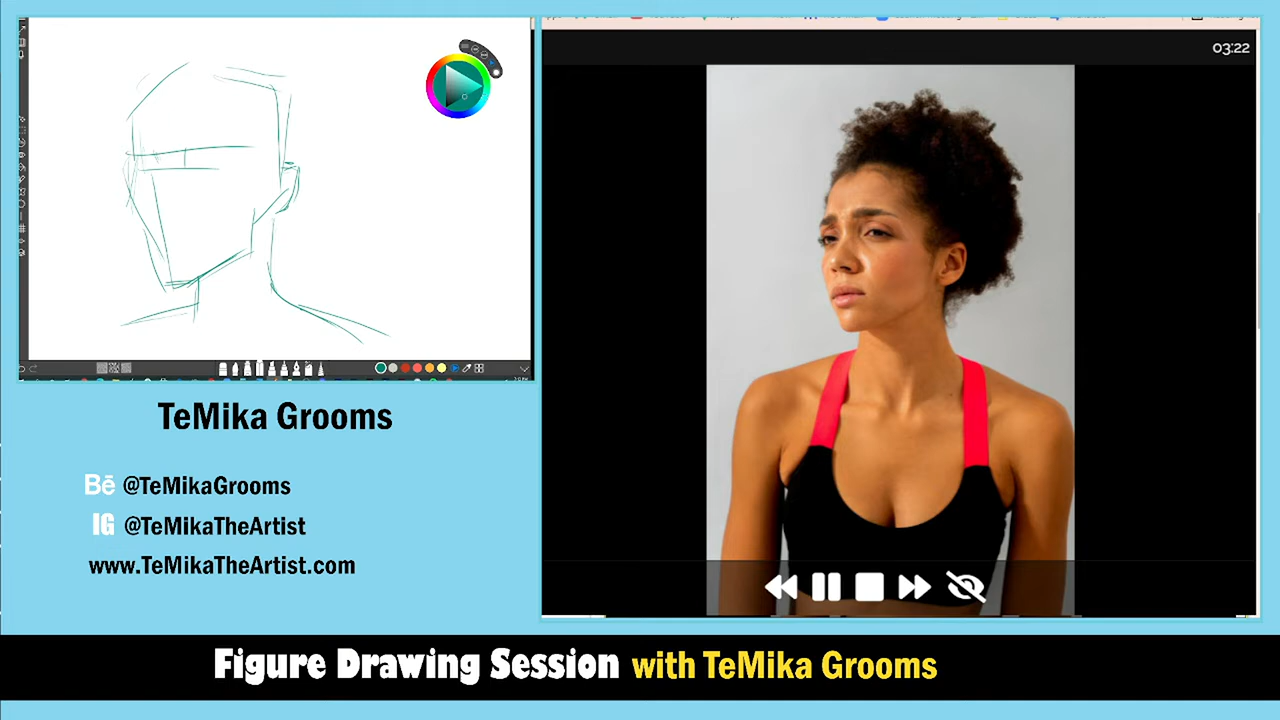 03:22
TeMika Grooms
Bē @TeMikaGrooms
IG @TeMikaTheArtist
www.TeMikaTheArtist.com
Figure Drawing Session with TeMika Grooms